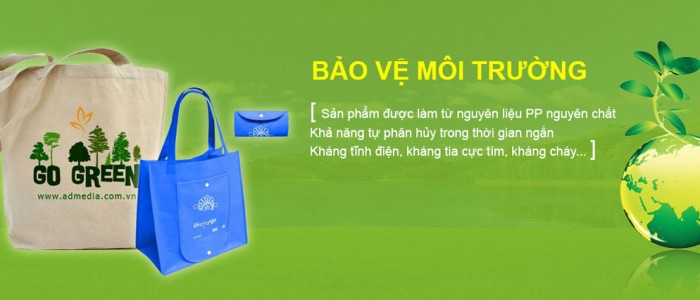 BẢO VỆ MÔI TRƯỜNG
[ Sản phẩm được làm từ nguyên liệu PP nguyên chất
Khả năng tự phân hủy trong thời gian ngắn
Kháng tĩnh điện, kháng tia cực tím, kháng cháy... ]
GO GREEN
www.admedia.com.vn